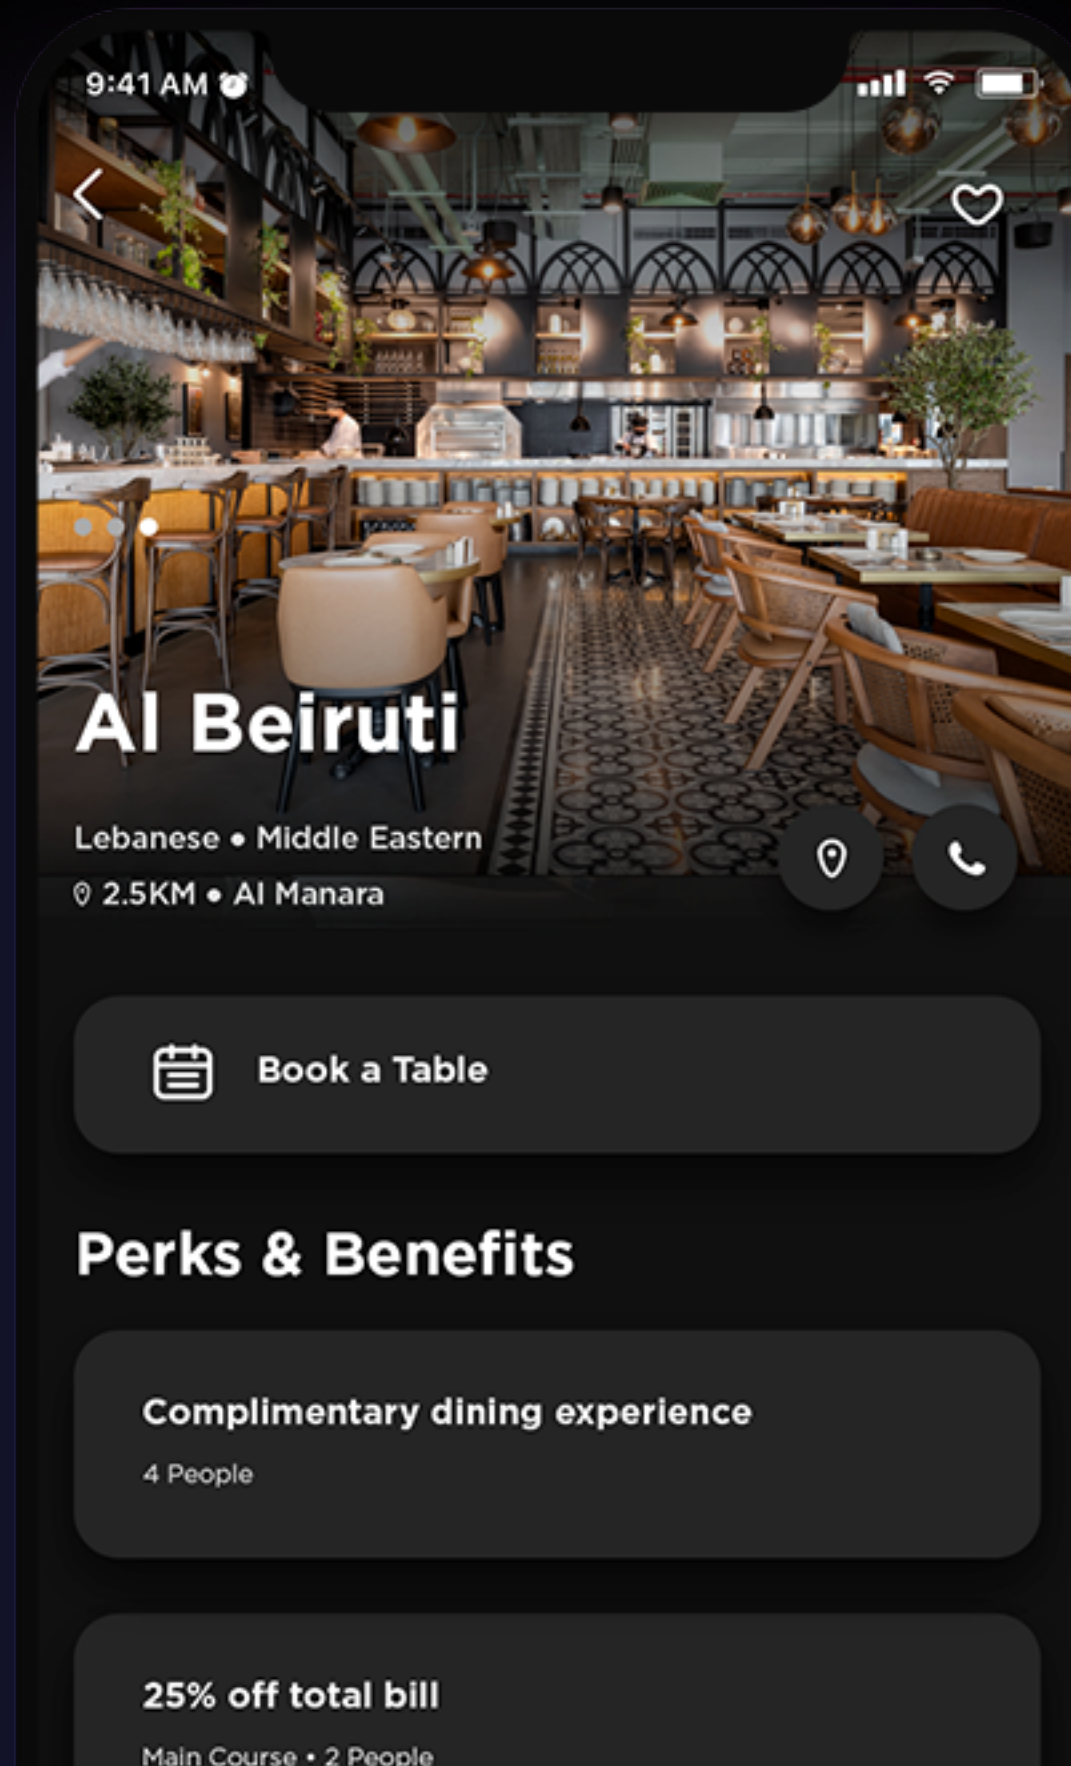 9:41 AM
Al Beiruti
Lebanese • Middle Eastern
2.5KM • Al Manara
Book a Table
Perks & Benefits
Complimentary dining experience
4 People
25% off total bill
Main Course • 2 People